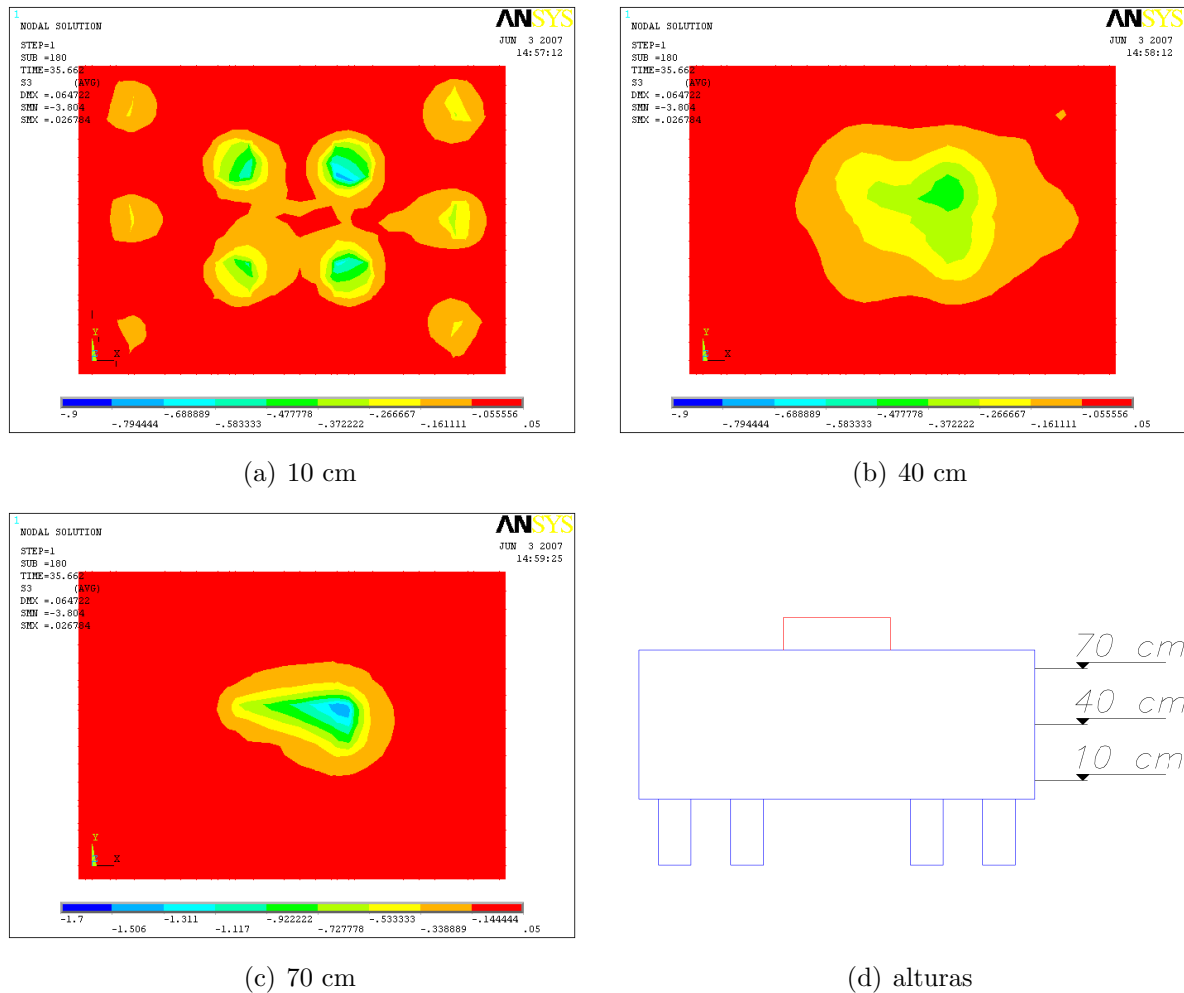 1
NODAL SOLUTION
STEP=1
SUB =180
TIME=35.662
S3 (AVG)
DMX =.064722
SMN =-3.804
SMX =.026784
ANSYS
JUN 3 2007
14:57:12
Y
X
-.9 -.688889 -.477778 -.266667 -.055556
-.794444 -.583333 -.372222 -.161111 .05
(a) 10 cm
1
NODAL SOLUTION
STEP=1
SUB =180
TIME=35.662
S3 (AVG)
DMX =.064722
SMN =-3.804
SMX =.026784
ANSYS
JUN 3 2007
14:58:12
Y
X
-.9 -.688889 -.477778 -.266667 -.055556
-.794444 -.583333 -.372222 -.161111 .05
(b) 40 cm
1
NODAL SOLUTION
STEP=1
SUB =180
TIME=35.662
S3 (AVG)
DMX =.064722
SMN =-3.804
SMX =.026784
ANSYS
JUN 3 2007
14:59:25
Y
X
-1.7 -1.311 -.922222 -.533333 -.144444
-1.506 -1.117 -.727778 -.338889 .05
(c) 70 cm
70 cm
40 cm
10 cm
(d) alturas